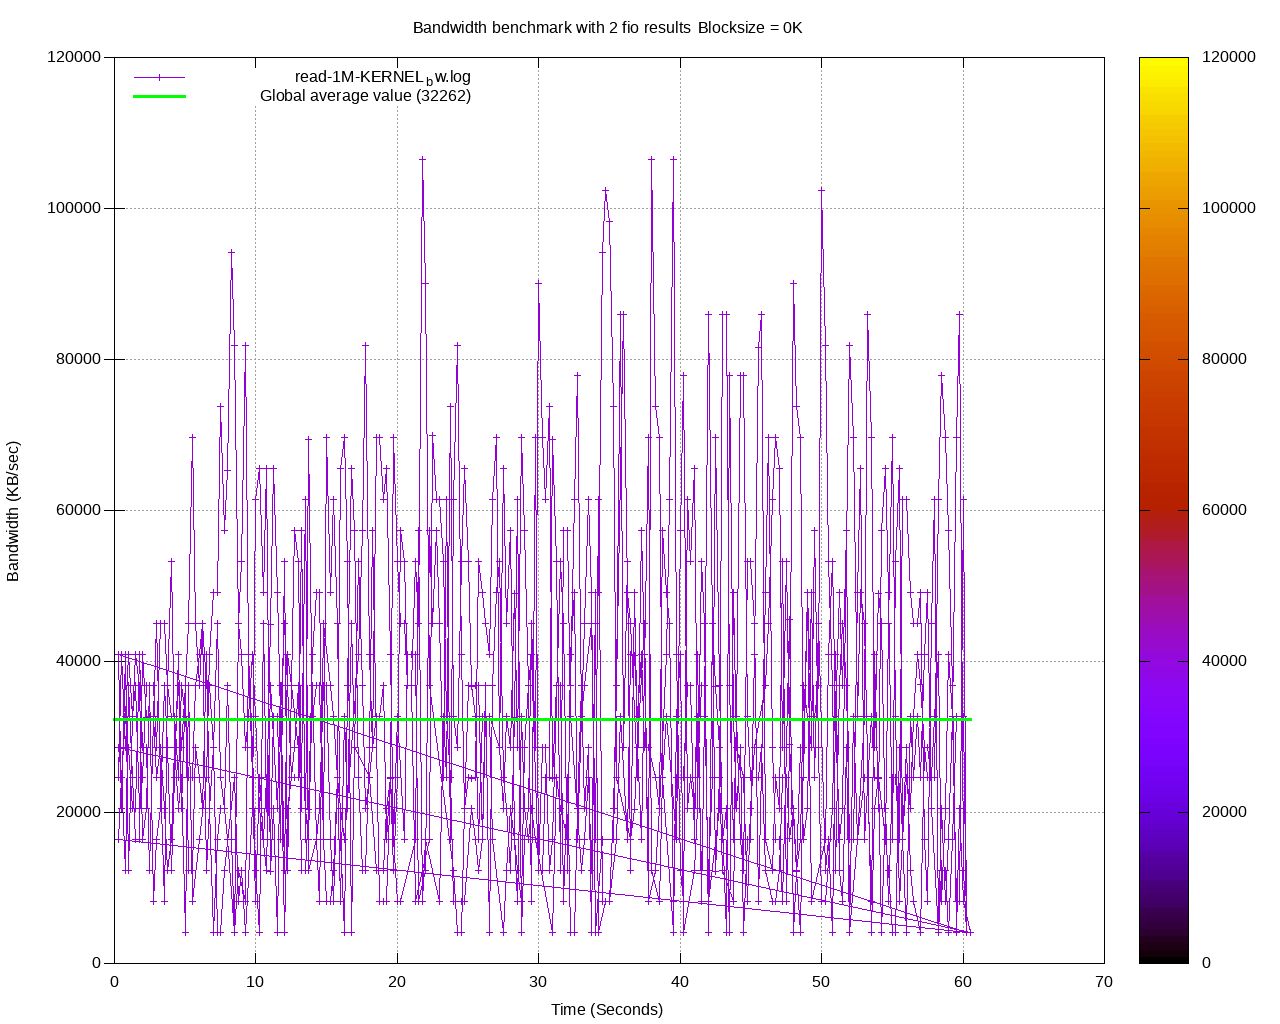 Bandwidth benchmark with 2 fio results Blocksize = 0K
120000
100000
80000
60000
40000
20000
0
Bandwidth (KB/sec)
read-1M-KERNEL_bw.log
Global average value (32262)
0 10 20 30 40 50 60 70
Time (Seconds)
120000
100000
80000
60000
40000
20000
0